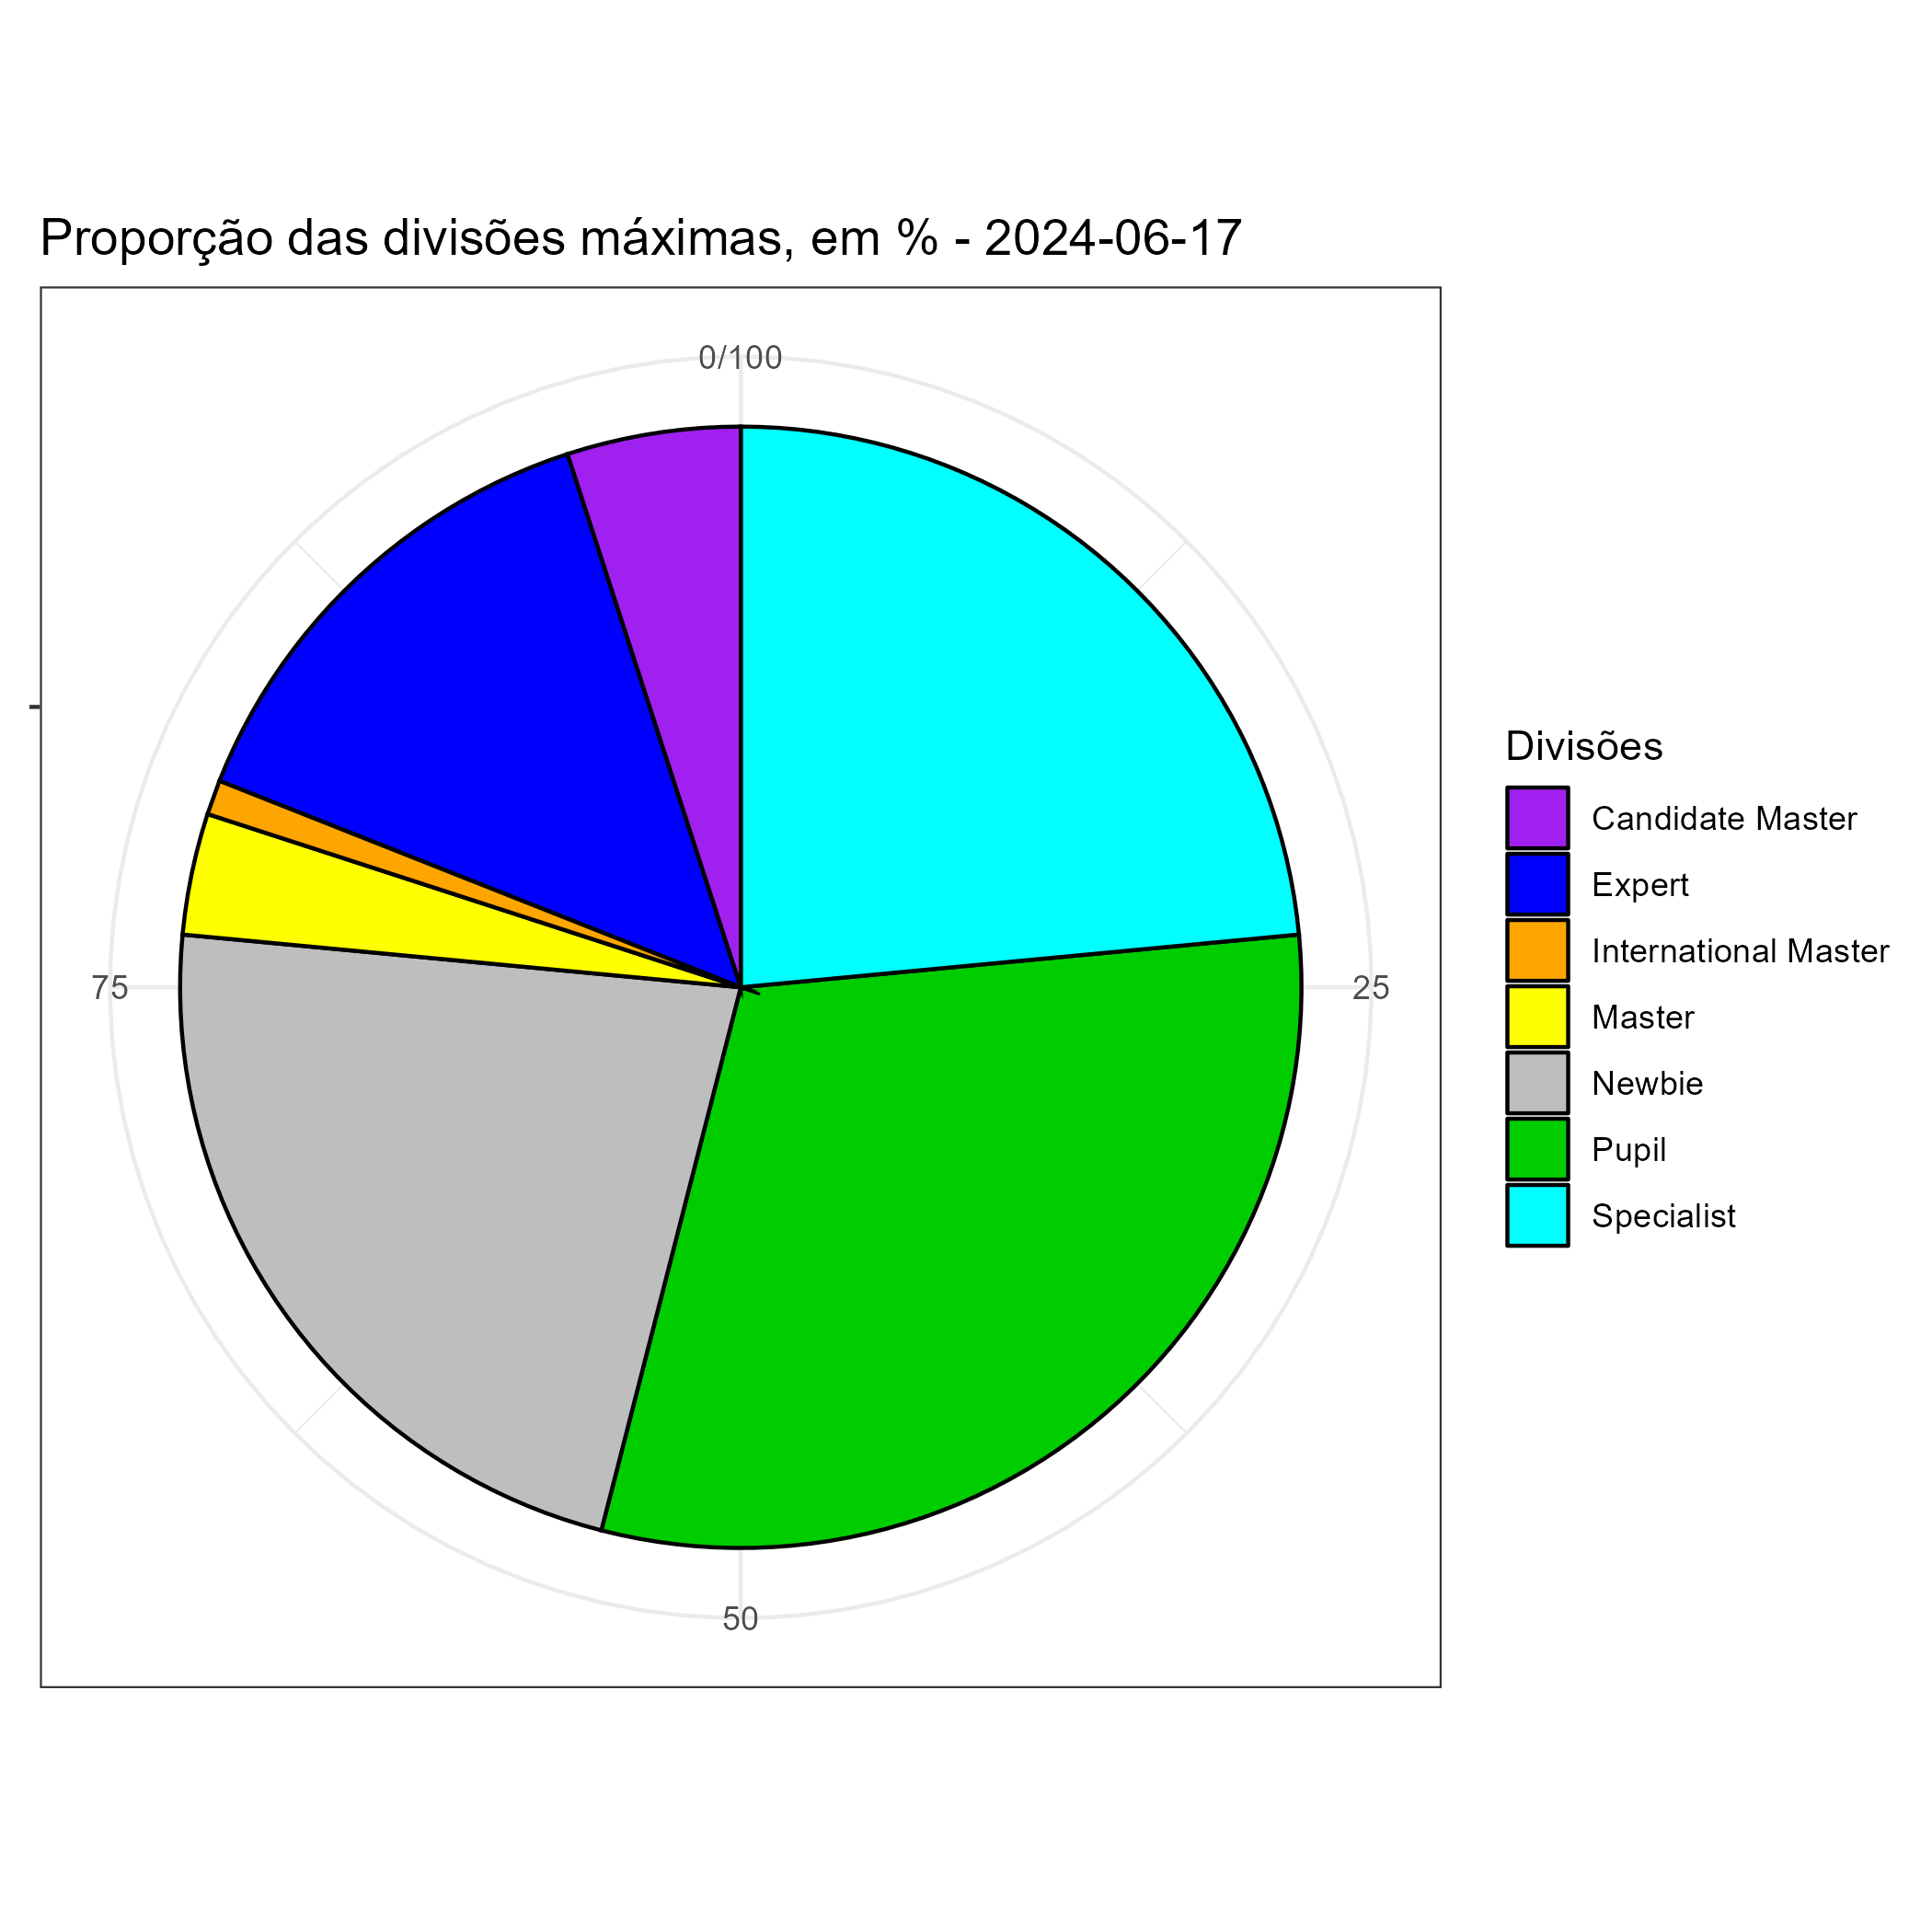 Proporção das divisões máximas, em % - 2024-06-17
0/100
75
25
50
Divisões
Candidate Master
Expert
International Master
Master
Newbie
Pupil
Specialist